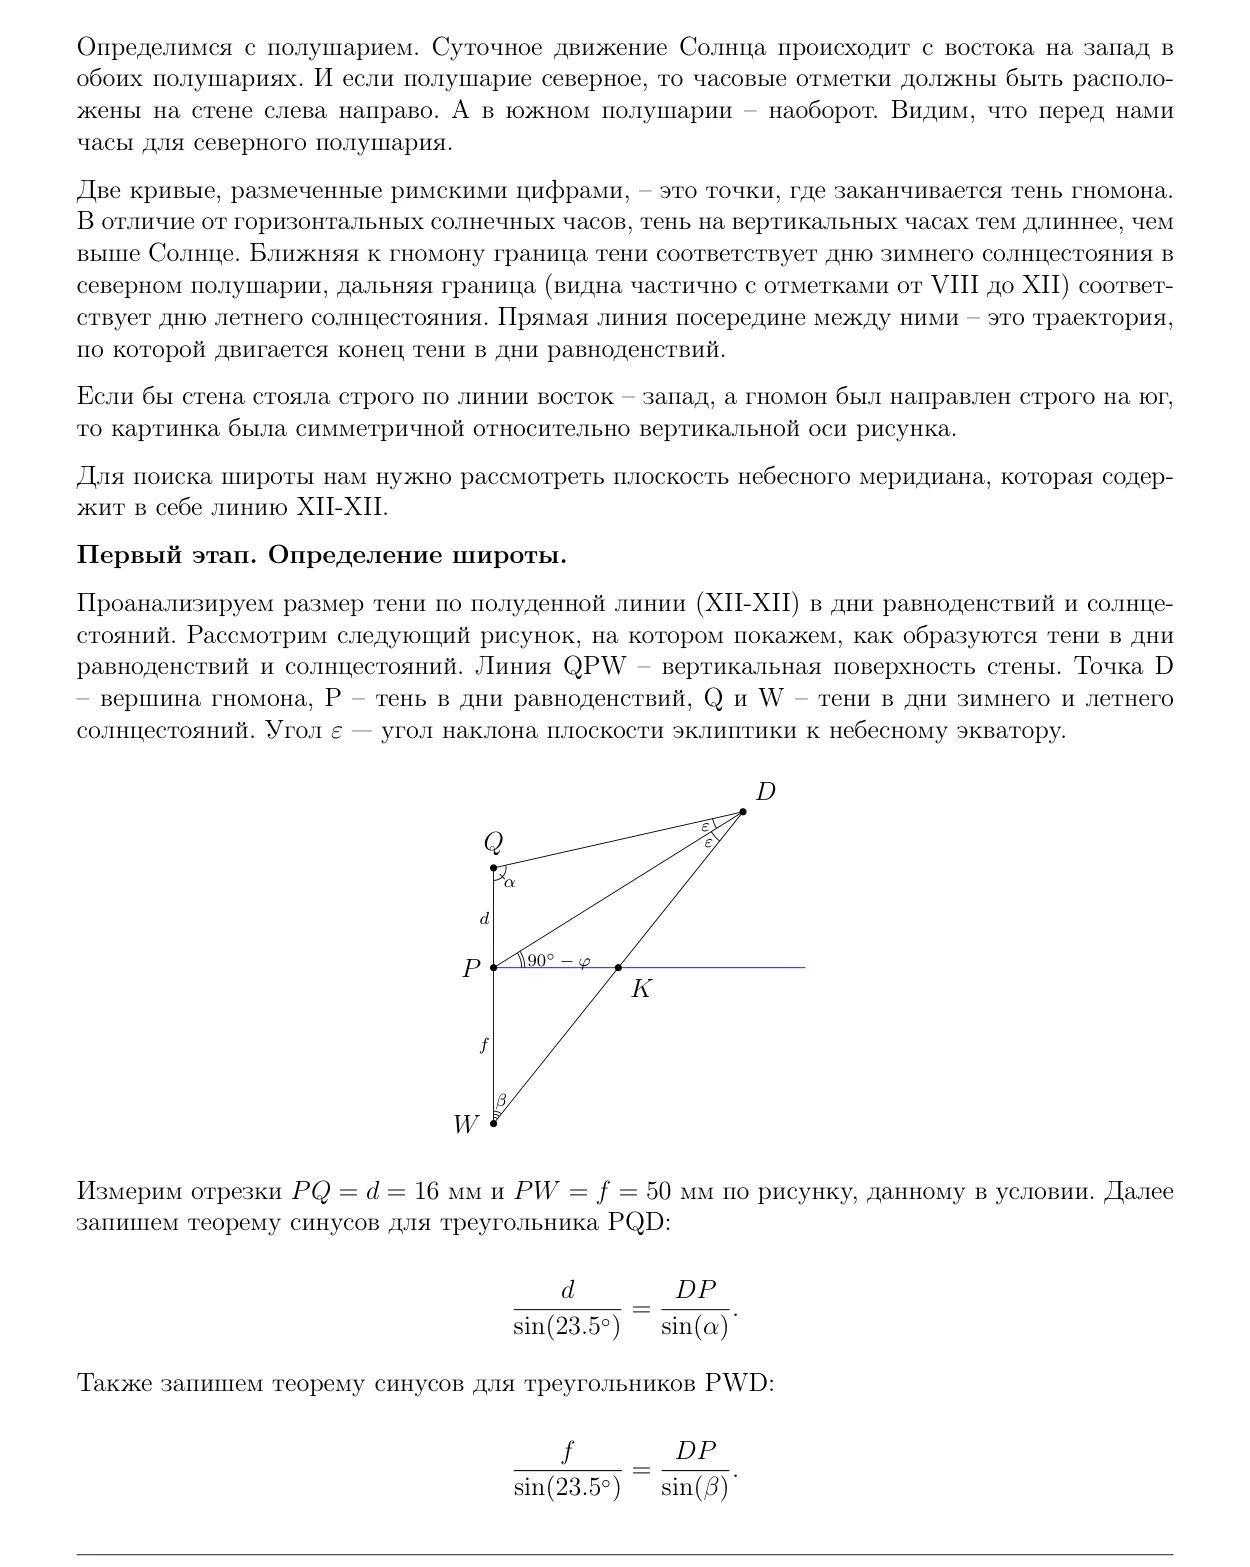 Определимся с полушарием. Суточное движение Солнца происходит с востока на запад в
обоих полушариях. И если полушарие северное, то часовые отметки должны быть располо-
жены на стене слева направо. А в южном полушарии – наоборот. Видим, что перед нами
часы для северного полушария.
Две кривые, размеченные римскими цифрами, – это точки, где заканчивается тень гномона.
В отличие от горизонтальных солнечных часов, тень на вертикальных часах тем длиннее, чем
выше Солнце. Ближняя к гномону граница тени соответствует дню зимнего солнцестояния в
северном полушарии, дальняя граница (видна частично с отметками от VIII до XII) соответ-
ствует дню летнего солнцестояния. Прямая линия посередине между ними – это траектория,
по которой двигается конец тени в дни равноденствий.
Если бы стена стояла строго по линии восток – запад, а гномон был направлен строго на юг,
то картинка была симметричной относительно вертикальной оси рисунка.
Для поиска широты нам нужно рассмотреть плоскость небесного меридиана, которая содер-
жит в себе линию XII-XII.
Первый этап. Определение широты.
Проанализируем размер тени по полуденной линии (XII-XII) в дни равноденствий и солнце-
стояний. Рассмотрим следующий рисунок, на котором покажем, как образуются тени в дни
равноденствий и солнцестояний. Линия QPW – вертикальная поверхность стены. Точка D
– вершина гномона, P – тень в дни равноденствий, Q и W – тени в дни зимнего и летнего
солнцестояний. Угол ε — угол наклона плоскости эклиптики к небесному экватору.
D
Q
ε
ε
α
d
P
90° − φ
K
f
β
W
Измерим отрезки PQ = d = 16 мм и PW = f = 50 мм по рисунку, данному в условии. Далее
запишем теорему синусов для треугольника PQD:
d / sin(23.5°) = DP / sin(α).
Также запишем теорему синусов для треугольников PWD:
f / sin(23.5°) = DP / sin(β).